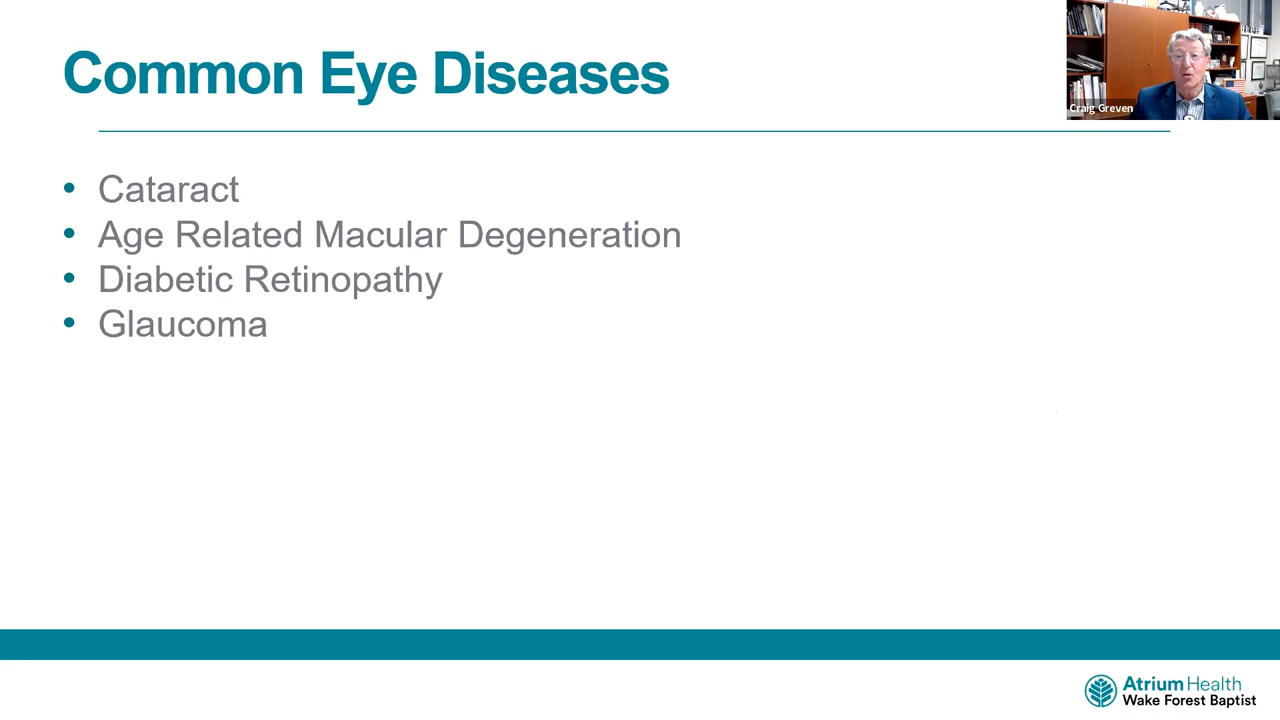 Common Eye Diseases
Craig Greven
• Cataract
• Age Related Macular Degeneration
• Diabetic Retinopathy
• Glaucoma
Atrium Health
Wake Forest Baptist